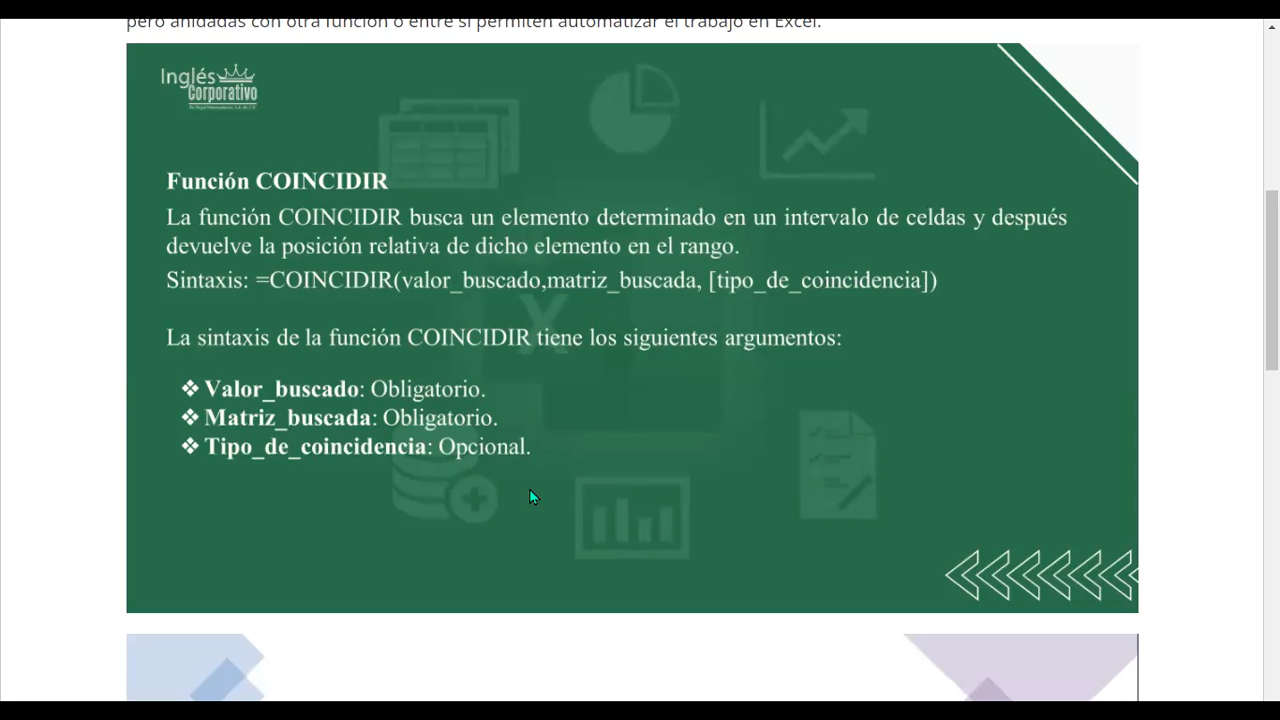 pero anidadas con otra función o entre si permiten automatizar el trabajo en Excel.
Inglés
Corporativo
Función COINCIDIR
La función COINCIDIR busca un elemento determinado en un intervalo de celdas y después
devuelve la posición relativa de dicho elemento en el rango.
Sintaxis: =COINCIDIR(valor_buscado,matriz_buscada, [tipo_de_coincidencia])
La sintaxis de la función COINCIDIR tiene los siguientes argumentos:
❖ Valor_buscado: Obligatorio.
❖ Matriz_buscada: Obligatorio.
❖ Tipo_de_coincidencia: Opcional.